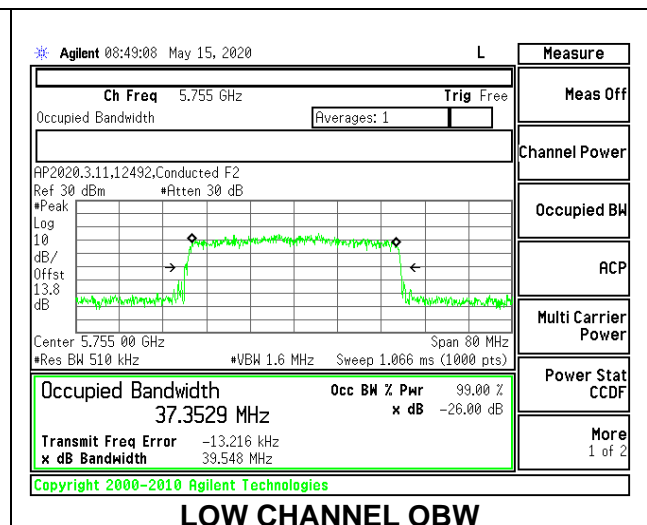 Agilent 08:49:08 May 15, 2020 L
Measure
Ch Freq 5.755 GHz Trig Free
Meas Off
Occupied Bandwidth Averages: 1
Channel Power
AP2020.3.11,12492,Conducted F2
Ref 30 dBm #Atten 30 dB
#Peak
Log
10
dB/
Offst
13.8
dB
Occupied BW
ACP
Multi Carrier
Power
Center 5.755 00 GHz Span 80 MHz
#Res BW 510 kHz #VBW 1.6 MHz Sweep 1.066 ms (1000 pts)
Power Stat
CCDF
Occupied Bandwidth Occ BW % Pwr 99.00 %
37.3529 MHz x dB -26.00 dB
Transmit Freq Error -13.216 kHz
x dB Bandwidth 39.548 MHz
More
1 of 2
Copyright 2000-2010 Agilent Technologies
LOW CHANNEL OBW